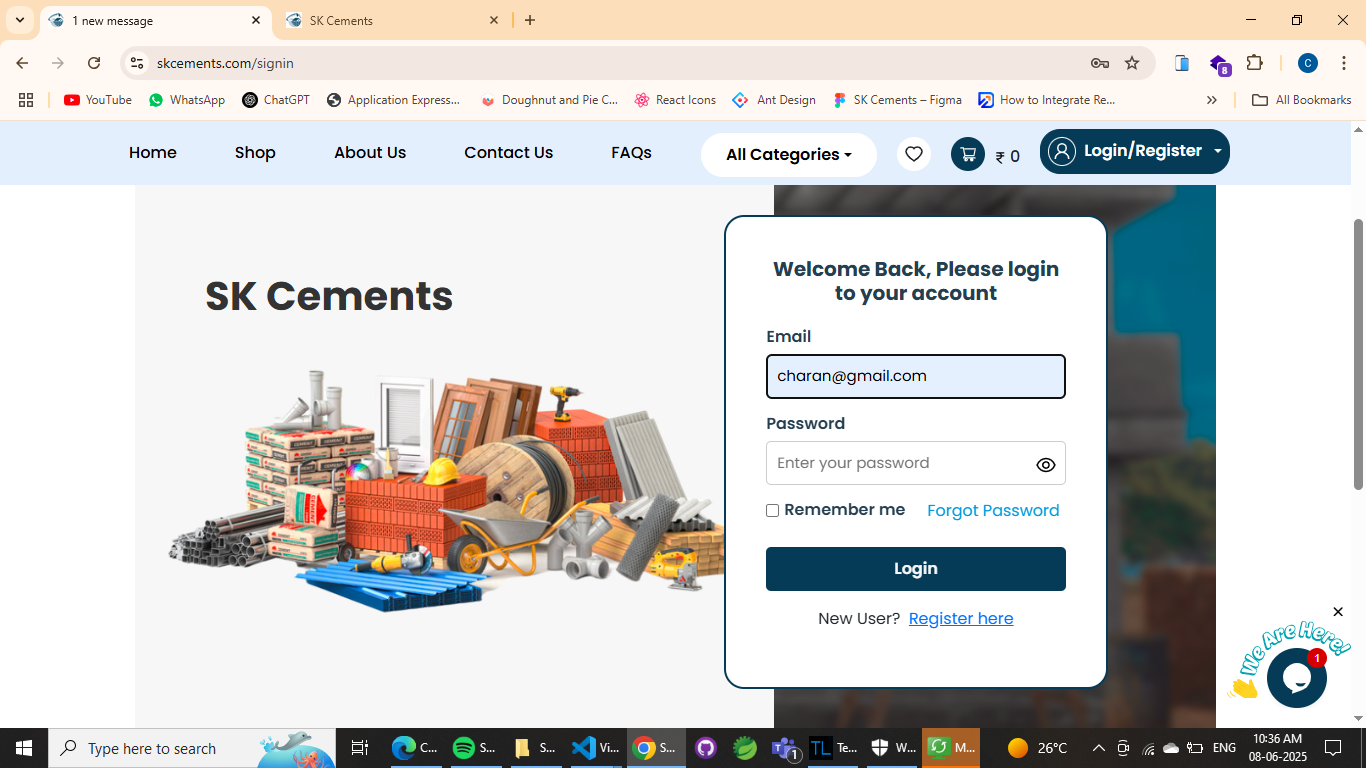 1 new message
SK Cements
skcements.com/signin
8
C
YouTube
WhatsApp
ChatGPT
Application Express...
Doughnut and Pie C...
React Icons
Ant Design
SK Cements – Figma
How to Integrate Re...
All Bookmarks
Home
Shop
About Us
Contact Us
FAQs
All Categories
₹ 0
Login/Register
SK Cements
Welcome Back, Please login
to your account
Email
charan@gmail.com
Password
Enter your password
Remember me
Forgot Password
Login
New User? Register here
We Are Here!
1
Type here to search
C...
S...
S...
Vi...
S...
1
TL
Te...
W...
M...
26°C
ENG
10:36 AM
08-06-2025